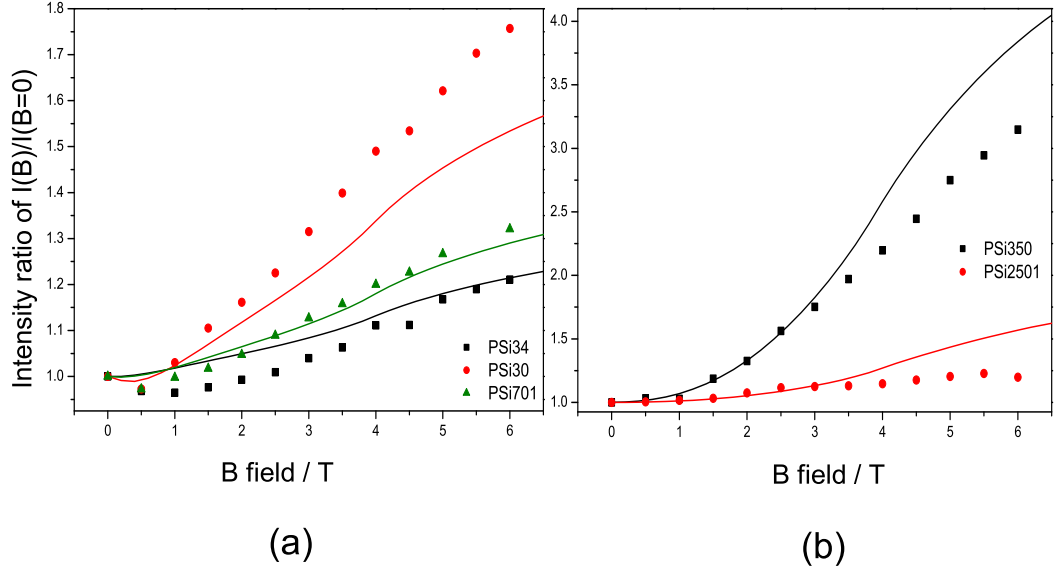 Intensity ratio of I(B)/I(B=0)
1.8
1.7
1.6
1.5
1.4
1.3
1.2
1.1
1.0
PSi34
PSi30
PSi701
0 1 2 3 4 5 6
B field / T
(a)
4.0
3.5
3.0
2.5
2.0
1.5
1.0
PSi350
PSi2501
0 1 2 3 4 5 6
B field / T
(b)